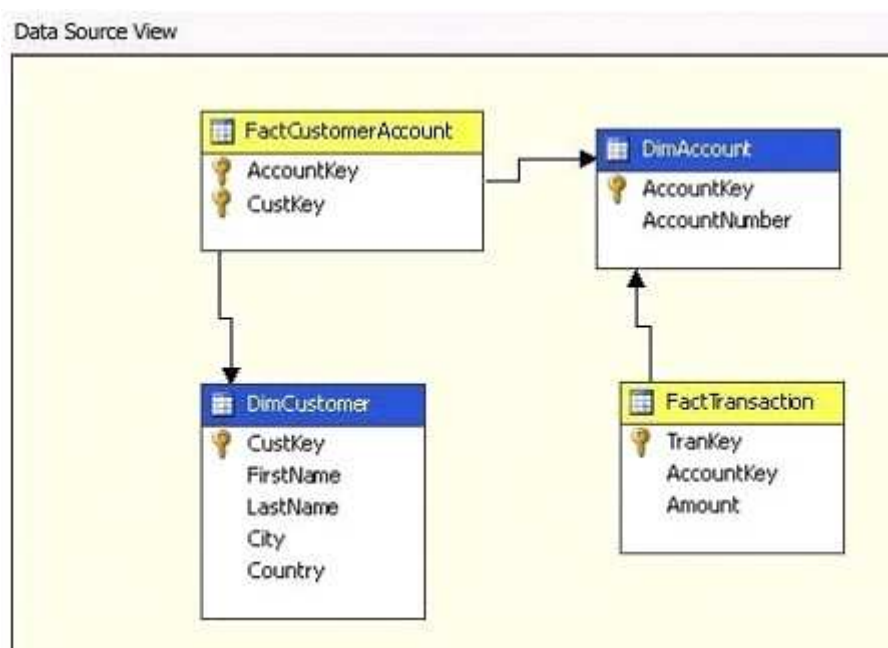 Data Source View
FactCustomerAccount
AccountKey
CustKey
DimAccount
AccountKey
AccountNumber
DimCustomer
CustKey
FirstName
LastName
City
Country
FactTransaction
TranKey
AccountKey
Amount